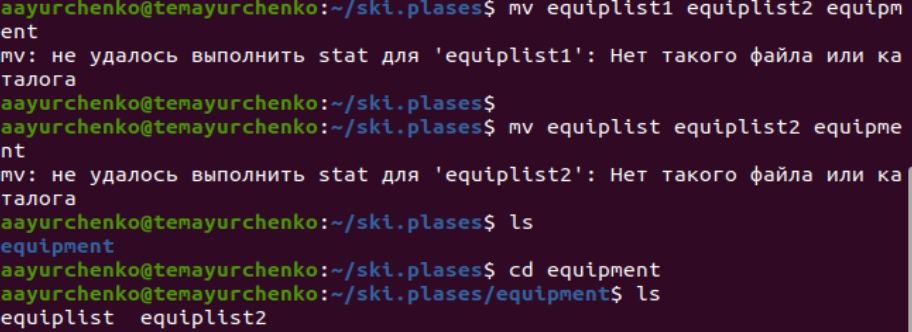 aayurchenko@temayurchenko:~/ski.plases$ mv equiplist1 equiplist2 equipm
ent
mv: не удалось выполнить stat для 'equiplist1': Нет такого файла или ка
талога
aayurchenko@temayurchenko:~/ski.plases$
aayurchenko@temayurchenko:~/ski.plases$ mv equiplist equiplist2 equipme
nt
mv: не удалось выполнить stat для 'equiplist2': Нет такого файла или ка
талога
aayurchenko@temayurchenko:~/ski.plases$ ls
equipment
aayurchenko@temayurchenko:~/ski.plases$ cd equipment
aayurchenko@temayurchenko:~/ski.plases/equipment$ ls
equiplist  equiplist2